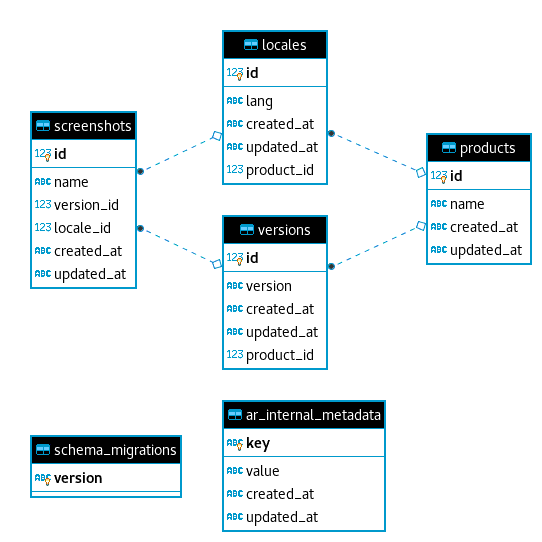 locales
123 id
ABC lang
ABC created_at
ABC updated_at
123 product_id
screenshots
123 id
ABC name
123 version_id
123 locale_id
ABC created_at
ABC updated_at
products
123 id
ABC name
ABC created_at
ABC updated_at
versions
123 id
ABC version
ABC created_at
ABC updated_at
123 product_id
ar_internal_metadata
ABC key
ABC value
ABC created_at
ABC updated_at
schema_migrations
ABC version